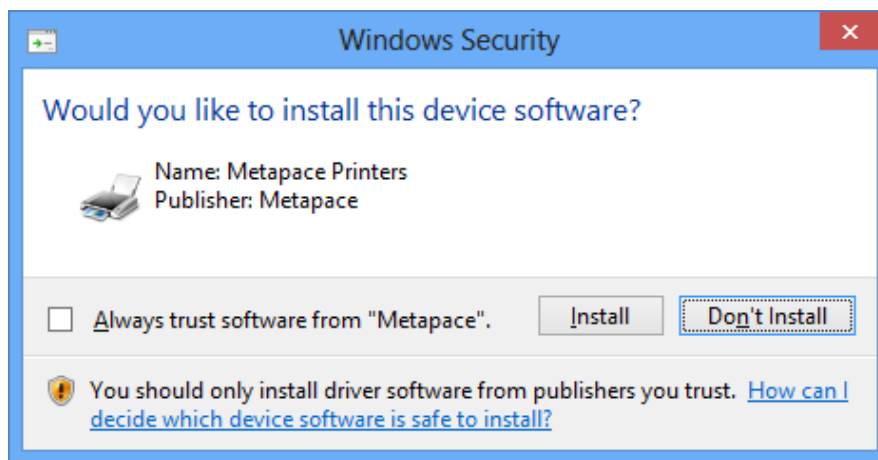 Windows Security
Would you like to install this device software?
Name: Metapace Printers
Publisher: Metapace
Always trust software from "Metapace".
Install
Don't Install
You should only install driver software from publishers you trust. How can I
decide which device software is safe to install?